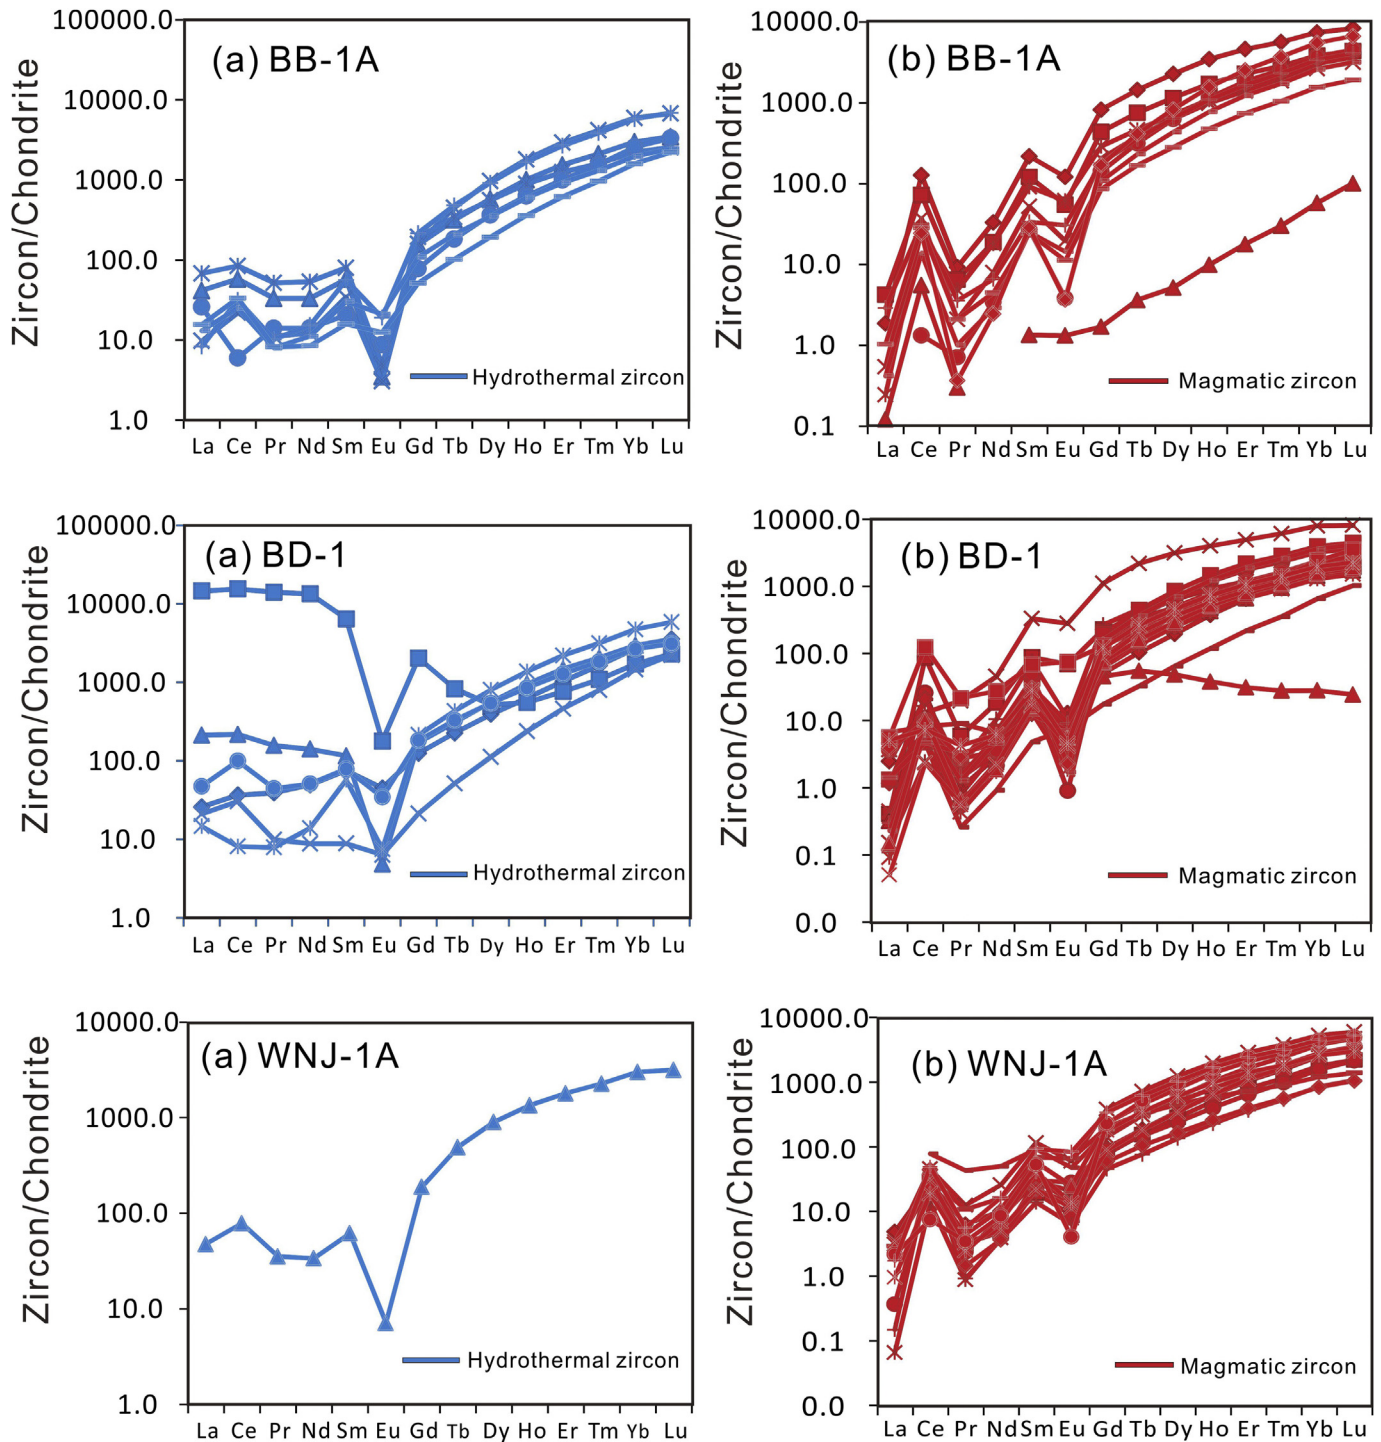 (a) BB-1A
Zircon/Chondrite
100000.0
10000.0
1000.0
100.0
10.0
1.0
Hydrothermal zircon
La Ce Pr Nd Sm Eu Gd Tb Dy Ho Er Tm Yb Lu
(b) BB-1A
Zircon/Chondrite
10000.0
1000.0
100.0
10.0
1.0
0.1
Magmatic zircon
La Ce Pr Nd Sm Eu Gd Tb Dy Ho Er Tm Yb Lu
(a) BD-1
Zircon/Chondrite
100000.0
10000.0
1000.0
100.0
10.0
1.0
Hydrothermal zircon
La Ce Pr Nd Sm Eu Gd Tb Dy Ho Er Tm Yb Lu
(b) BD-1
Zircon/Chondrite
10000.0
1000.0
100.0
10.0
1.0
0.1
0.0
Magmatic zircon
La Ce Pr Nd Sm Eu Gd Tb Dy Ho Er Tm Yb Lu
(a) WNJ-1A
Zircon/Chondrite
10000.0
1000.0
100.0
10.0
1.0
Hydrothermal zircon
La Ce Pr Nd Sm Eu Gd Tb Dy Ho Er Tm Yb Lu
(b) WNJ-1A
Zircon/Chondrite
10000.0
1000.0
100.0
10.0
1.0
0.1
0.0
Magmatic zircon
La Ce Pr Nd Sm Eu Gd Tb Dy Ho Er Tm Yb Lu